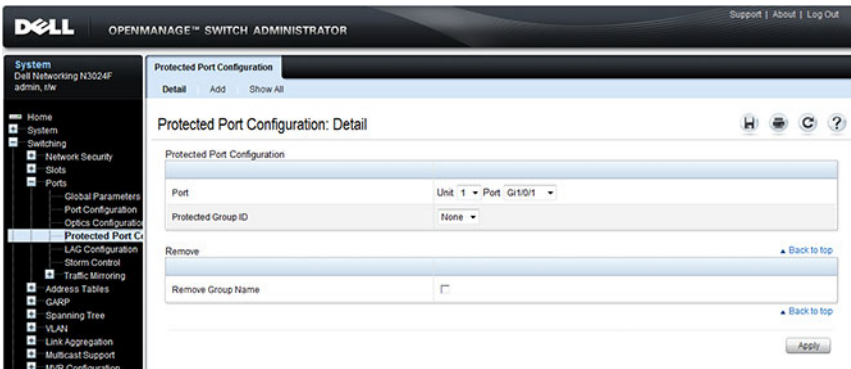 Support | About | Log Out
DELL OPENMANAGE™ SWITCH ADMINISTRATOR
System
Dell Networking N3024F
admin, r/w
Home
System
Switching
Network Security
Slots
Ports
Global Parameters
Port Configuration
Optics Configuration
Protected Port Co
LAG Configuration
Storm Control
Traffic Mirroring
Address Tables
GARP
Spanning Tree
VLAN
Link Aggregation
Multicast Support
MVR Configuration
Protected Port Configuration
Detail Add Show All
Protected Port Configuration: Detail
?
Protected Port Configuration
Port Unit 1 Port Gi1/0/1
Protected Group ID None
Remove Back to top
Remove Group Name
Back to top
Apply